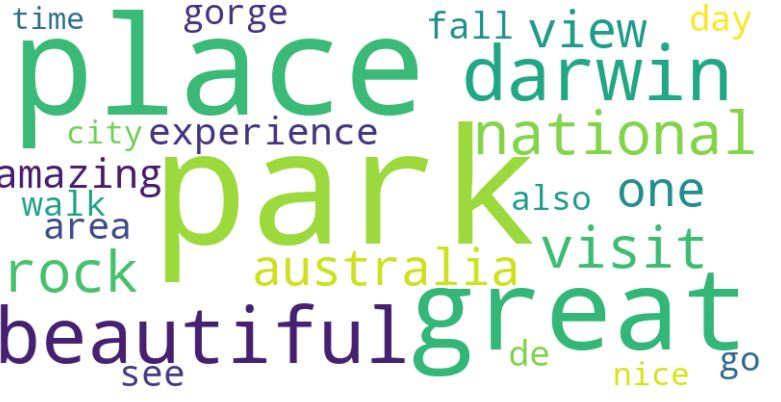 time gorge fall view day
place darwin
city experience national
amazing park
walk also one
area
rock australia visit
beautiful great
see de nice go